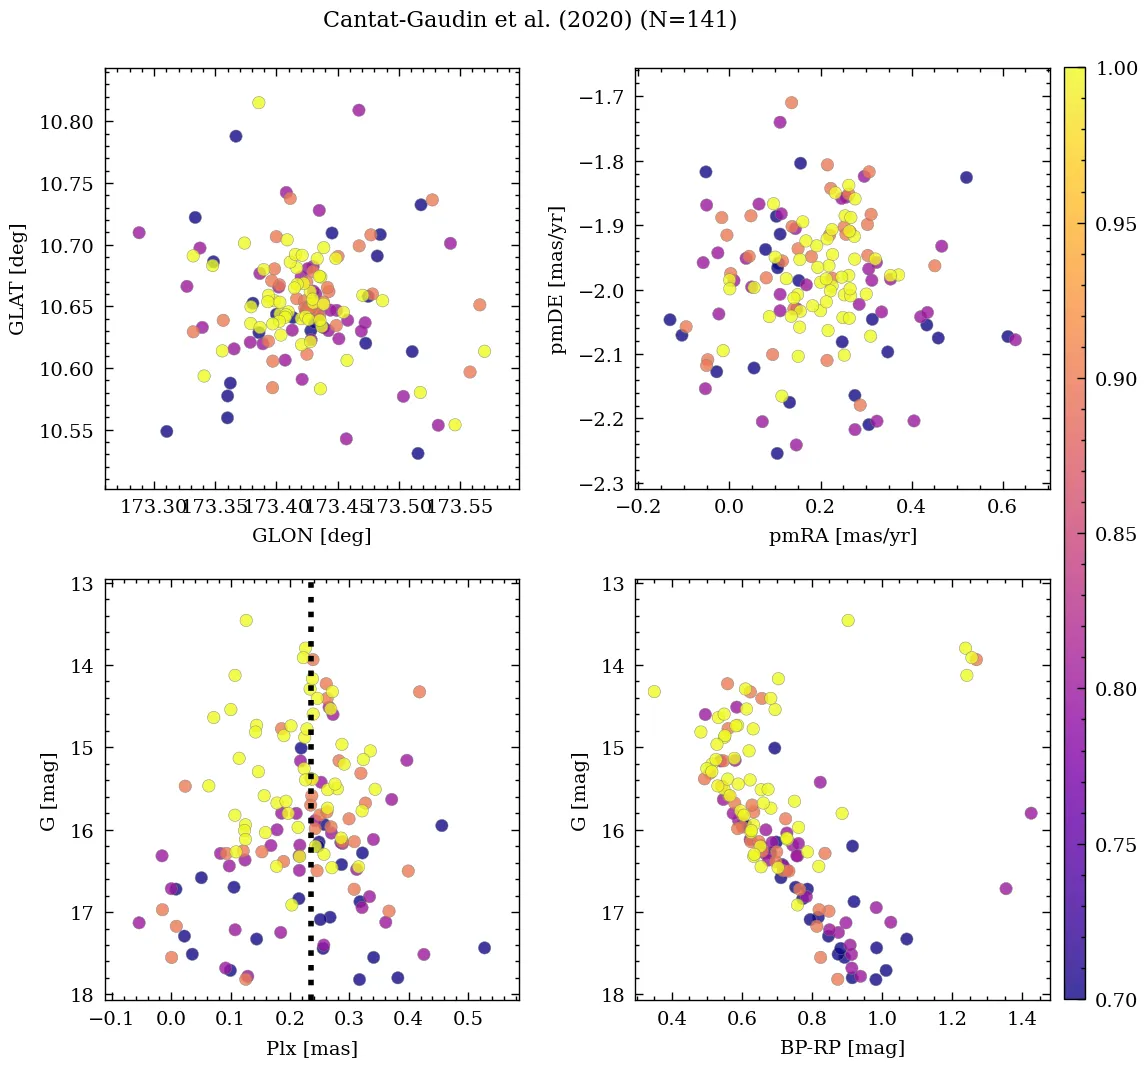 Cantat-Gaudin et al. (2020) (N=141)
10.80
10.75
10.70
10.65
10.60
10.55
GLAT [deg]
173.30 173.35 173.40 173.45 173.50 173.55
GLON [deg]
−1.7
−1.8
−1.9
−2.0
−2.1
−2.2
−2.3
pmDE [mas/yr]
−0.2 0.0 0.2 0.4 0.6
pmRA [mas/yr]
13
14
15
16
17
18
G [mag]
−0.1 0.0 0.1 0.2 0.3 0.4 0.5
Plx [mas]
13
14
15
16
17
18
G [mag]
0.4 0.6 0.8 1.0 1.2 1.4
BP-RP [mag]
1.00
0.95
0.90
0.85
0.80
0.75
0.70